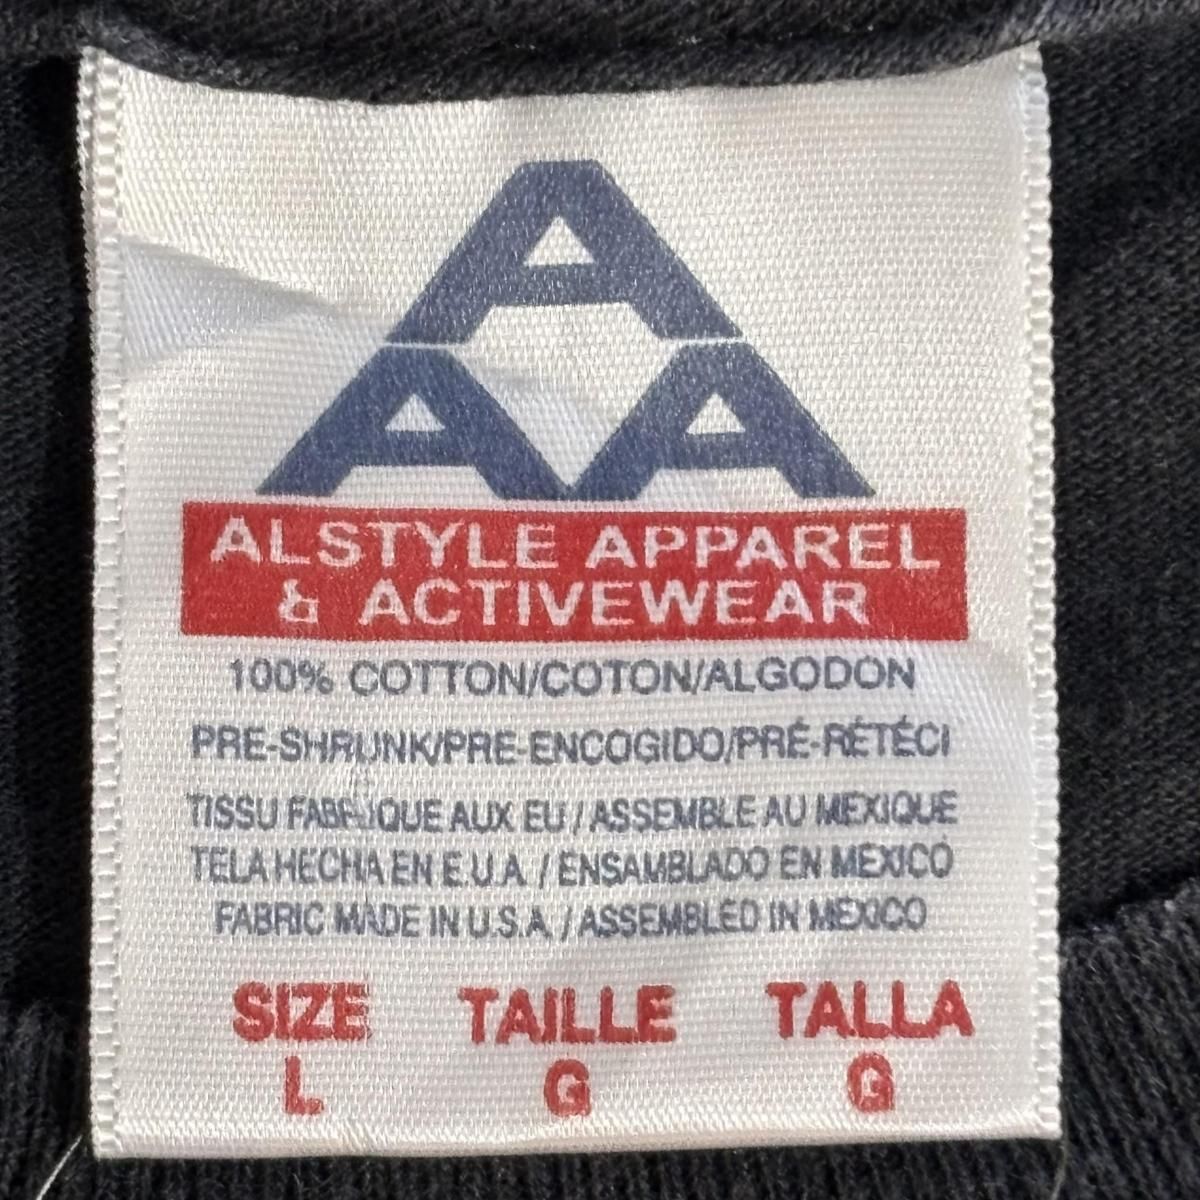 A
A A
ALSTYLE APPAREL
& ACTIVEWEAR
100% COTTON/COTON/ALGODON
PRE-SHRUNK/PRE-ENCOGIDO/PRÉ-RÉTÉCI
TISSU FABRIQUE AUX EU / ASSEMBLE AU MEXIQUE
TELA HECHA EN E.U.A. / ENSAMBLADO EN MEXICO
FABRIC MADE IN U.S.A. / ASSEMBLED IN MEXICO
SIZE TAILLE TALLA
L G G